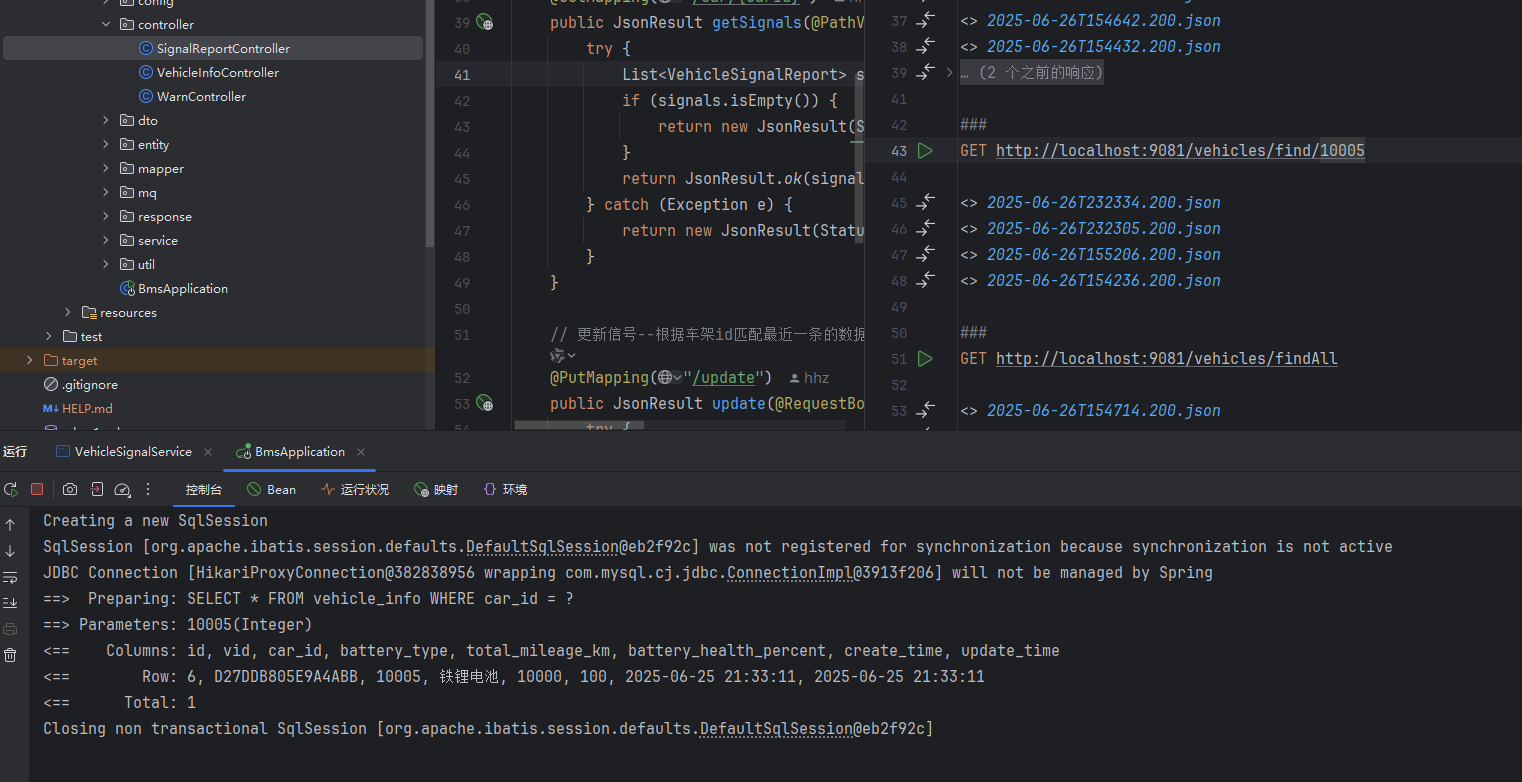 config
controller
SignalReportController
VehicleInfoController
WarnController
dto
entity
mapper
mq
response
service
util
BmsApplication
resources
test
target
.gitignore
M↓ HELP.md
39 public JsonResult getSignals(@PathV
40 try {
41 List<VehicleSignalReport> s
42 if (signals.isEmpty()) {
43 return new JsonResult(S
44 }
45 return JsonResult.ok(signal
46 } catch (Exception e) {
47 return new JsonResult(Statu
48 }
49 }
50
51 // 更新信号--根据车架id匹配最近一条的数据
52 @PutMapping("/update") hhz
53 public JsonResult update(@RequestBo
54 try {
37 <> 2025-06-26T154642.200.json
38 <> 2025-06-26T154432.200.json
39 … (2 个之前的响应)
41
42 ###
43 GET http://localhost:9081/vehicles/find/10005
44
45 <> 2025-06-26T232334.200.json
46 <> 2025-06-26T232305.200.json
47 <> 2025-06-26T155206.200.json
48 <> 2025-06-26T154236.200.json
49
50 ###
51 GET http://localhost:9081/vehicles/findAll
52
53 <> 2025-06-26T154714.200.json
运行 VehicleSignalService × BmsApplication ×
控制台 Bean 运行状况 映射 环境
Creating a new SqlSession
SqlSession [org.apache.ibatis.session.defaults.DefaultSqlSession@eb2f92c] was not registered for synchronization because synchronization is not active
JDBC Connection [HikariProxyConnection@382838956 wrapping com.mysql.cj.jdbc.ConnectionImpl@3913f206] will not be managed by Spring
==>  Preparing: SELECT * FROM vehicle_info WHERE car_id = ?
==> Parameters: 10005(Integer)
<==    Columns: id, vid, car_id, battery_type, total_mileage_km, battery_health_percent, create_time, update_time
<==        Row: 6, D27DDB805E9A4ABB, 10005, 铁锂电池, 10000, 100, 2025-06-25 21:33:11, 2025-06-25 21:33:11
<==      Total: 1
Closing non transactional SqlSession [org.apache.ibatis.session.defaults.DefaultSqlSession@eb2f92c]